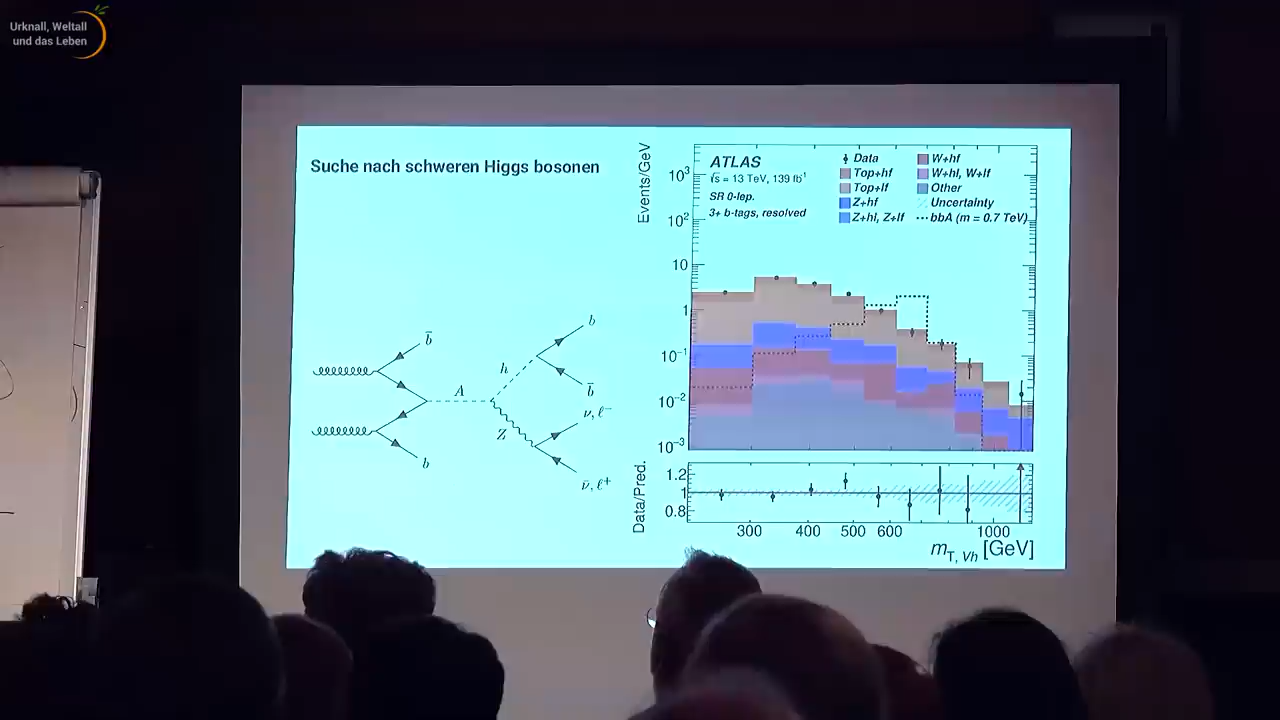 Urknall, Weltall
und das Leben
Suche nach schweren Higgs bosonen
b̄
b
A
h
Z
b
b̄
ν, ℓ⁻
ν̄, ℓ⁺
Events/GeV
10³
10²
10
1
10⁻¹
10⁻²
10⁻³
ATLAS
√s = 13 TeV, 139 fb⁻¹
SR 0-lep.
3+ b-tags, resolved
Data
Top+hf
Top+lf
Z+hf
Z+hl, Z+lf
W+hf
W+hl, W+lf
Other
Uncertainty
bbA (m = 0.7 TeV)
Data/Pred.
1.2
1
0.8
300
400
500
600
1000
m_T, Vh [GeV]